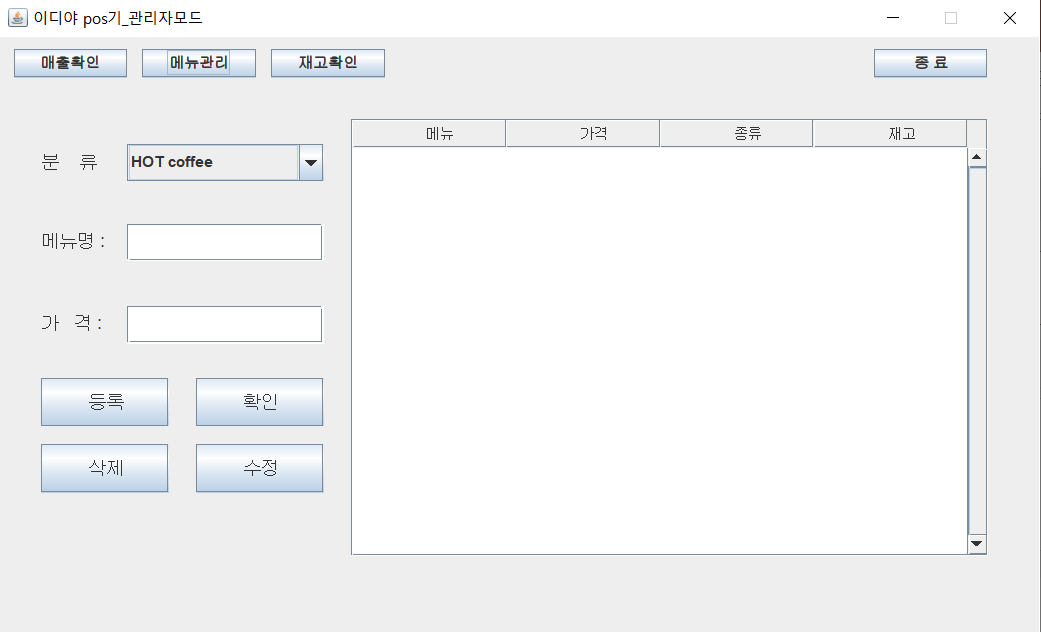 이디야 pos기_관리자모드
매출확인 메뉴관리 재고확인 종 료
메뉴 가격 종류 재고
분 류 HOT coffee
메뉴명 :
가 격 :
등록 확인
삭제 수정